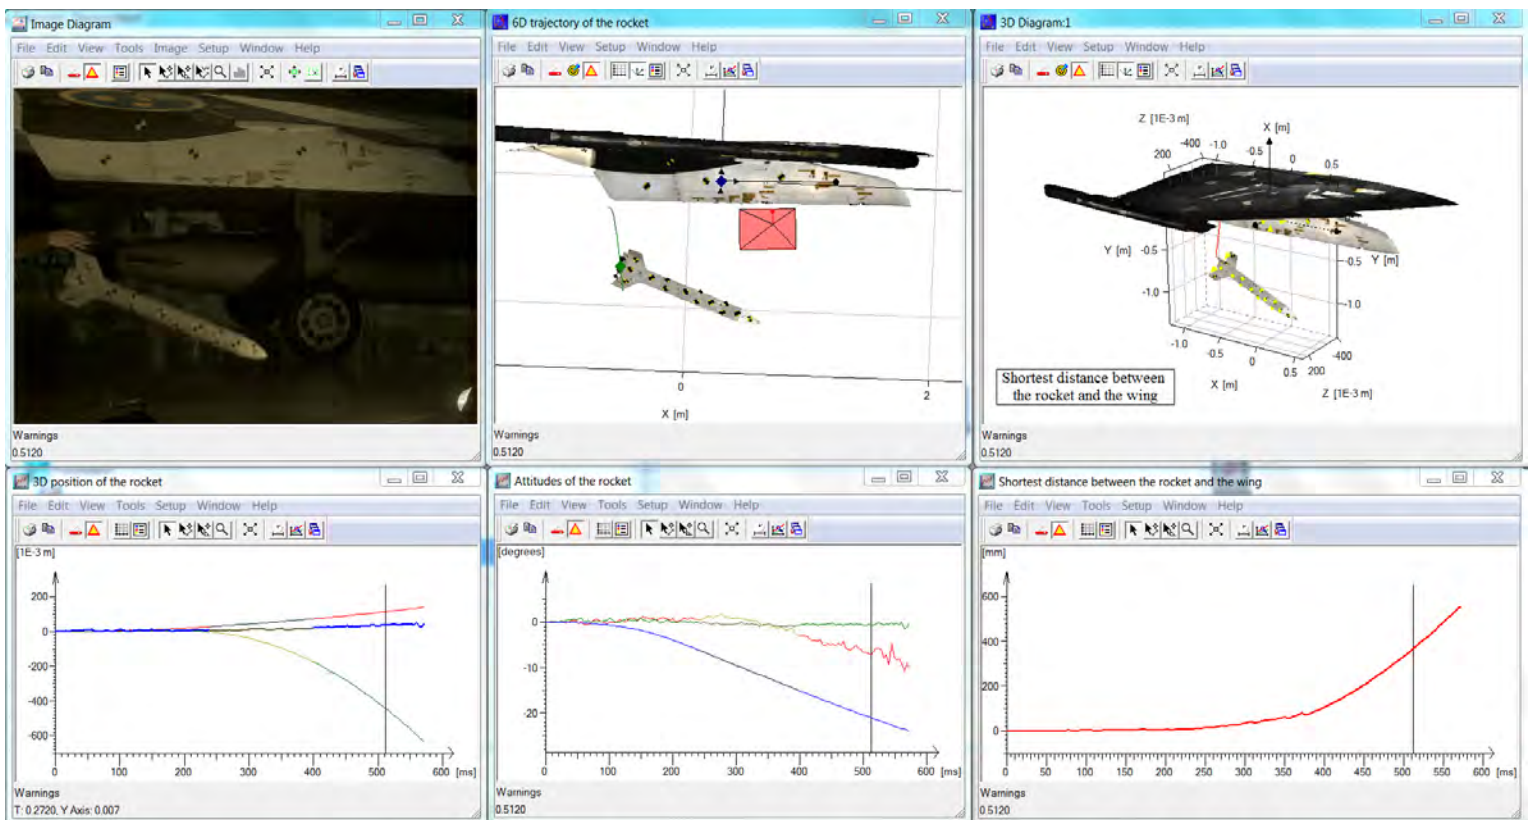 Image Diagram
File Edit View Tools Image Setup Window Help
Warnings
0.5120
6D trajectory of the rocket
File Edit View Setup Window Help
0
2
X [m]
Warnings
0.5120
3D Diagram:1
File Edit View Setup Window Help
Z [1E-3 m]
X [m]
-400 -1.0
200
-0.5
0
0.5
Y [m] -0.5
-0.5 Y [m]
-1.0
-1.0
-1.0
-0.5
0
0.5 200
-400
X [m]
Z [1E-3 m]
Shortest distance between
the rocket and the wing
Warnings
0.5120
3D position of the rocket
File Edit View Tools Setup Window Help
[1E-3 m]
200
0
-200
-400
-600
0 100 200 300 400 500 600 [ms]
Warnings
T: 0.2720, Y Axis: 0.007
Attitudes of the rocket
File Edit View Tools Setup Window Help
[degrees]
0
-10
-20
0 100 200 300 400 500 600 [ms]
Warnings
0.5120
Shortest distance between the rocket and the wing
File Edit View Tools Setup Window Help
[mm]
600
400
200
0
0 50 100 150 200 250 300 350 400 450 500 550 600 [ms]
Warnings
0.5120